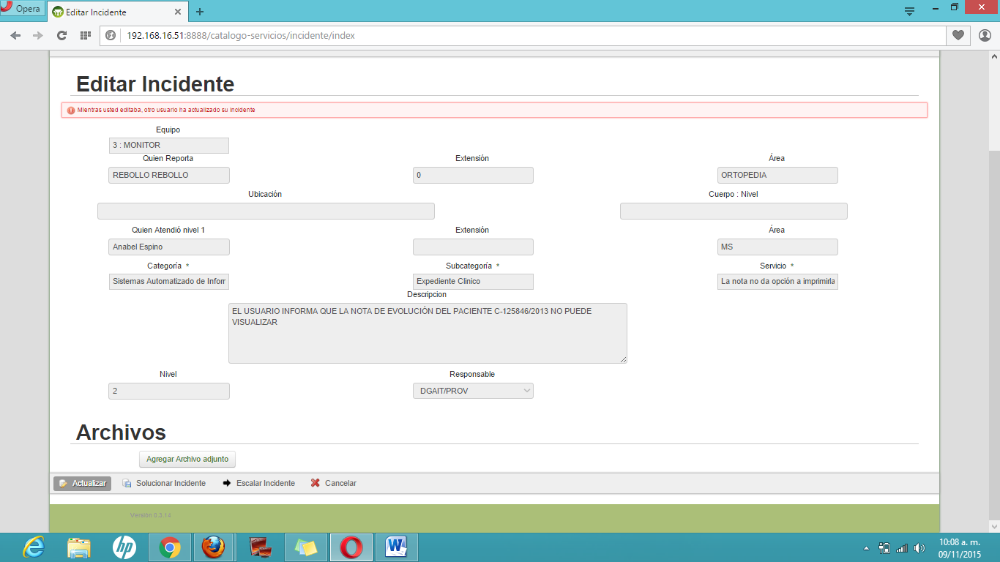 Opera
Editar Incidente
192.168.16.51:8888/catalogo-servicios/incidente/index
Editar Incidente
Mientras usted editaba, otro usuario ha actualizado su incidente
Equipo
3 : MONITOR
Quien Reporta Extensión Área
REBOLLO REBOLLO 0 ORTOPEDIA
Ubicación Cuerpo : Nivel
Quien Atendió nivel 1 Extensión Área
Anabel Espino MS
Categoría * Subcategoría * Servicio *
Sistemas Automatizado de Infor Expediente Clinico La nota no da opción a imprimirla
Descripcion
EL USUARIO INFORMA QUE LA NOTA DE EVOLUCIÓN DEL PACIENTE C-125846/2013 NO PUEDE
VISUALIZAR
Nivel Responsable
2 DGAIT/PROV
Archivos
Agregar Archivo adjunto
Actualizar Solucionar Incidente Escalar Incidente Cancelar
Versión 0.3.14
10:08 a. m.
09/11/2015